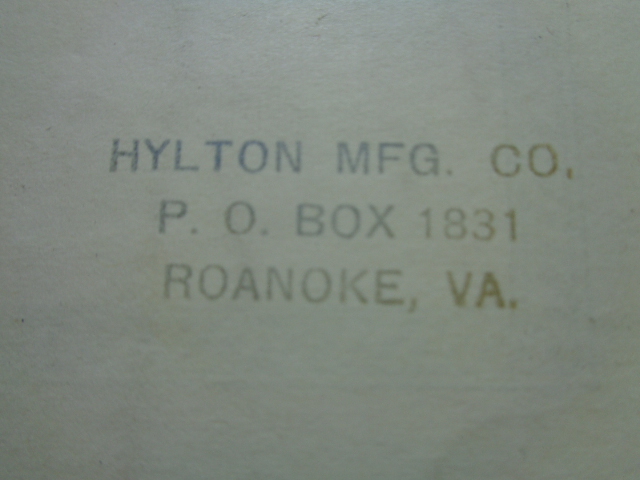 HYLTON MFG. CO.
P. O. BOX 1831
ROANOKE, VA.